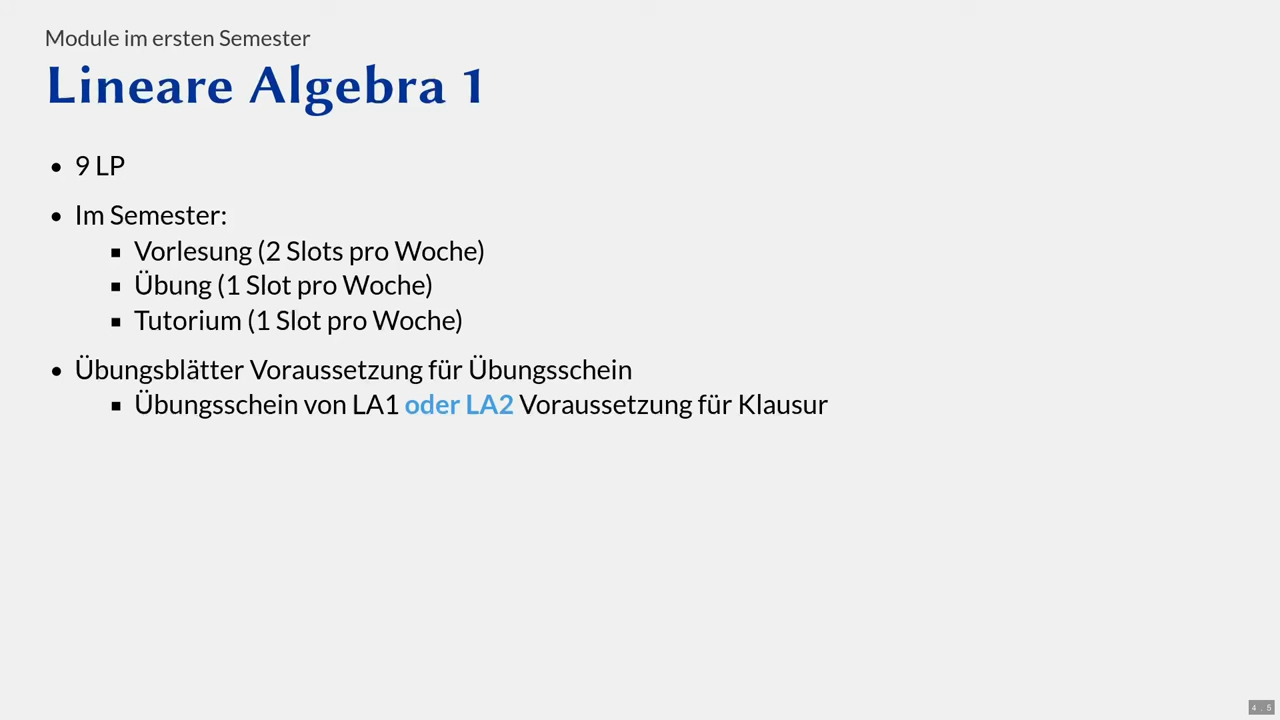 Module im ersten Semester
Lineare Algebra 1
• 9 LP
• Im Semester:
▪ Vorlesung (2 Slots pro Woche)
▪ Übung (1 Slot pro Woche)
▪ Tutorium (1 Slot pro Woche)
• Übungsblätter Voraussetzung für Übungsschein
▪ Übungsschein von LA1 oder LA2 Voraussetzung für Klausur
4 . 5